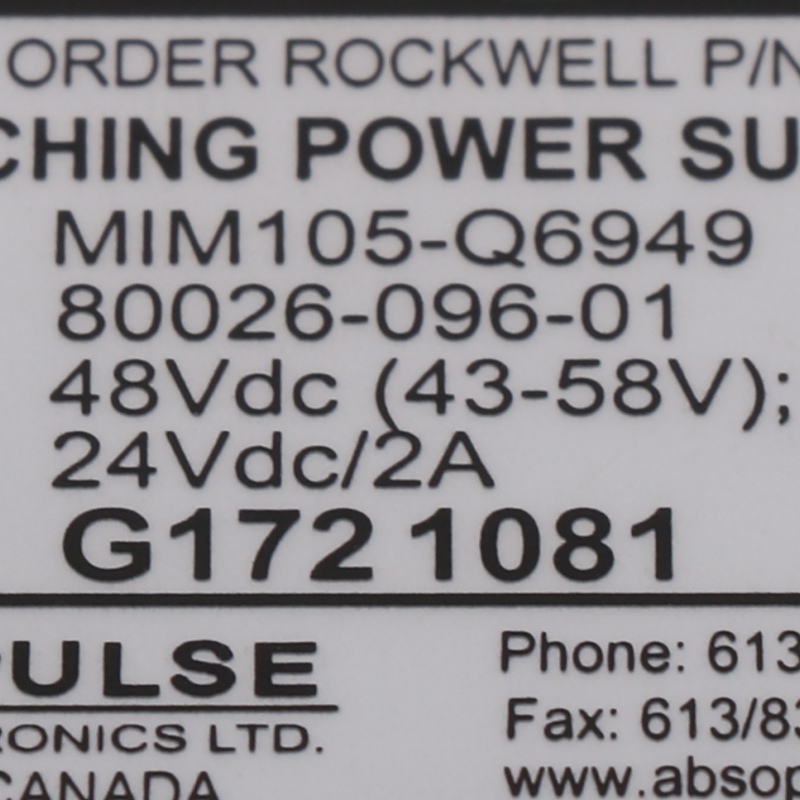 ORDER ROCKWELL P/N
CHING POWER SU
MIM105-Q6949
80026-096-01
48Vdc (43-58V);
24Vdc/2A
G172 1081
PULSE
RONICS LTD.
CANADA
Phone: 613
Fax: 613/83
www.absop